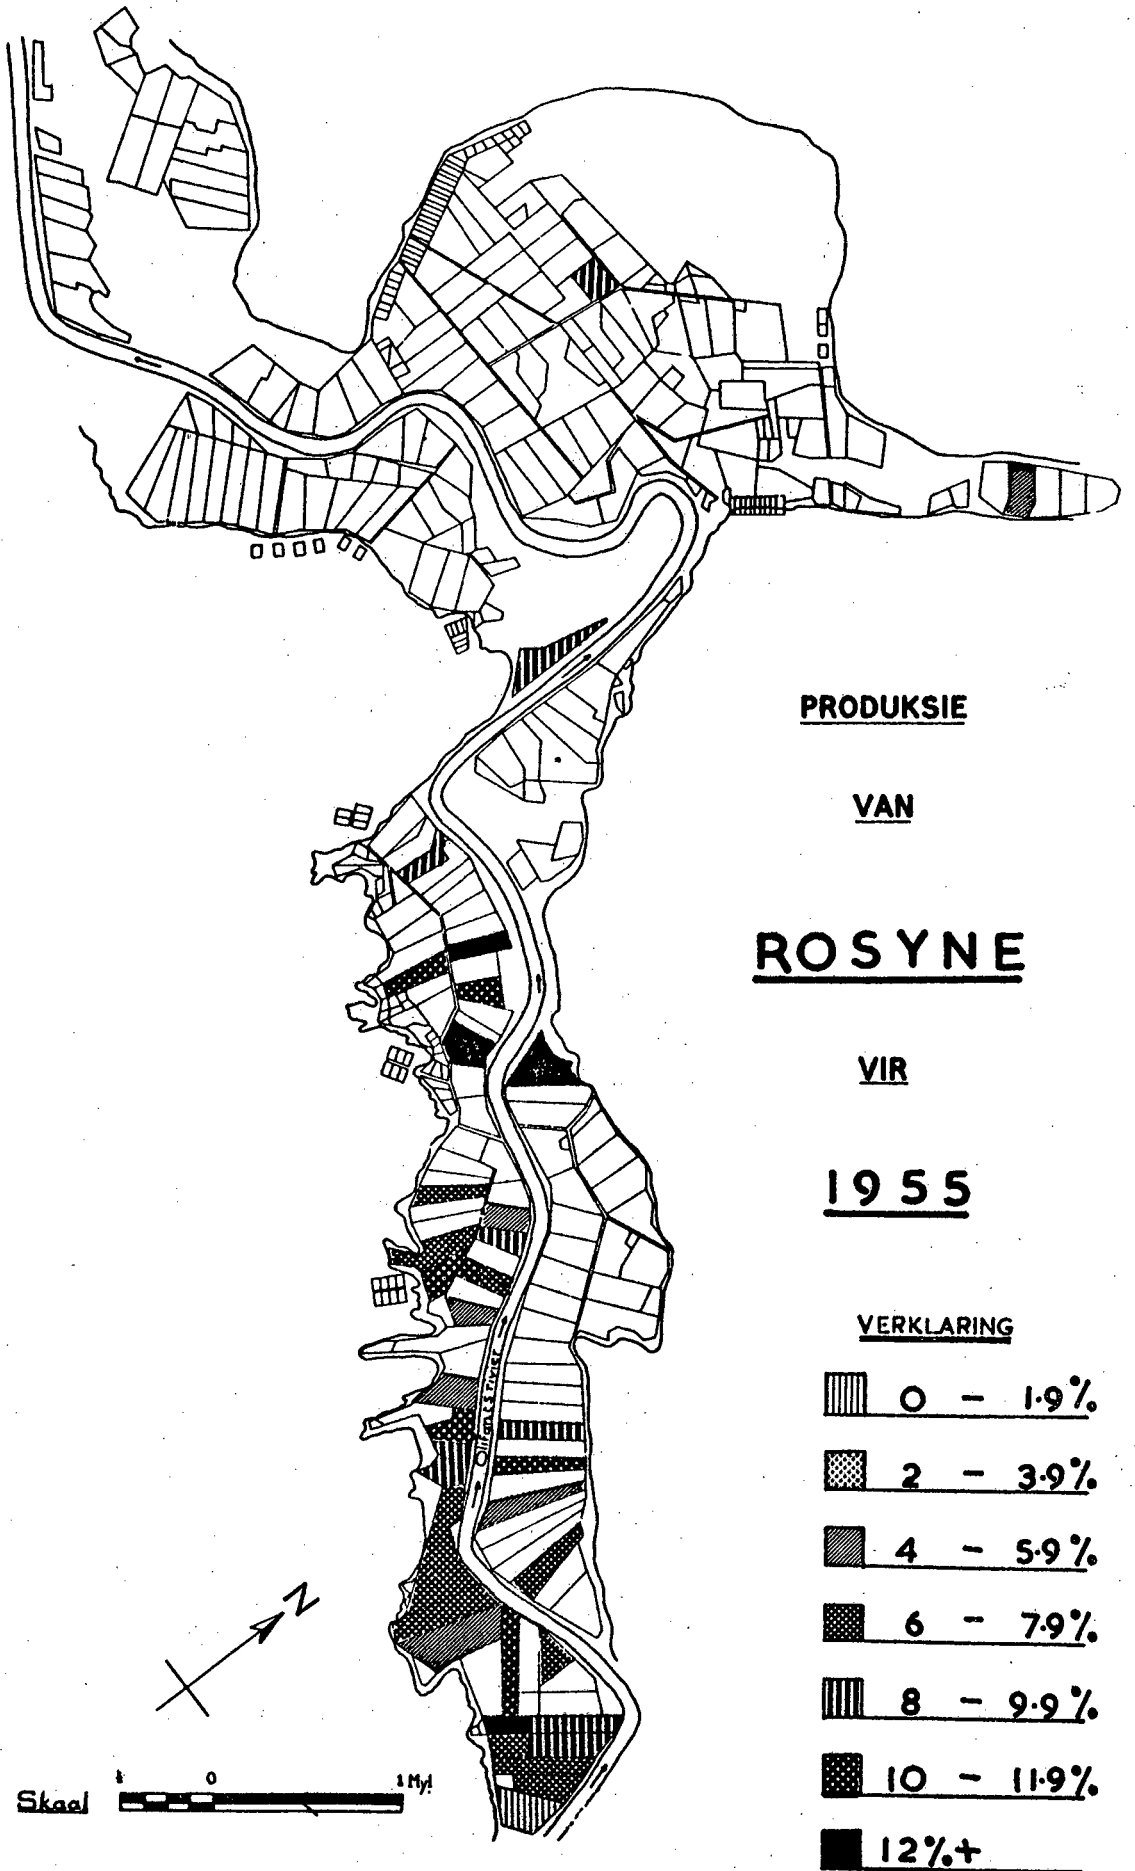 PRODUKSIE
VAN
ROSYNE
VIR
1955
VERKLARING
0 - 1·9%
2 - 3·9%
4 - 5·9%
6 - 7·9%
8 - 9·9%
10 - 11·9%
12%+
N
Skaal
1 0 1 Myl